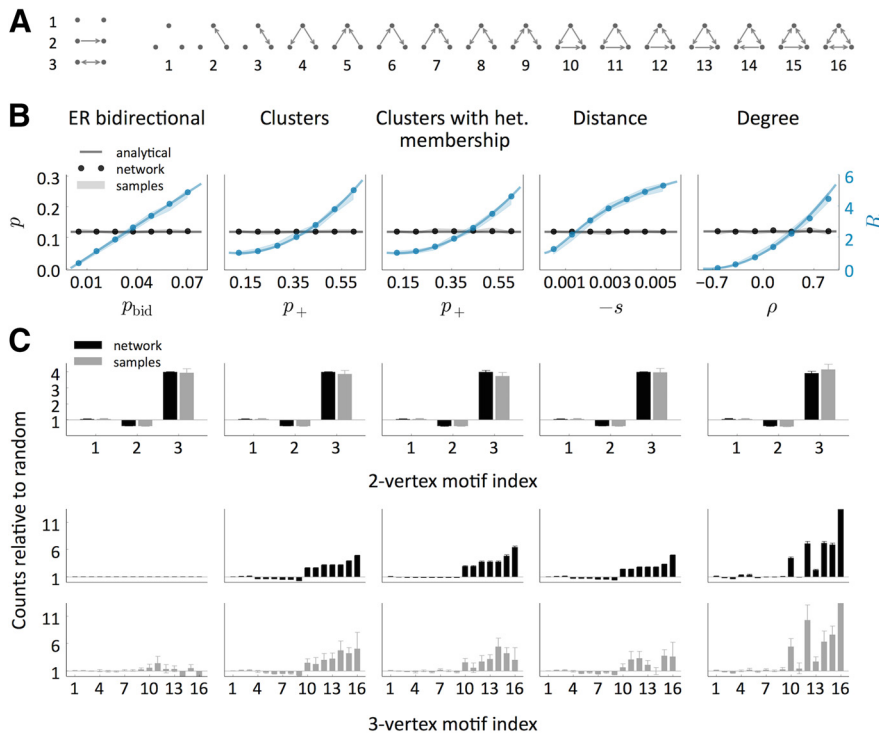 A
1
2
3
1 2 3 4 5 6 7 8 9 10 11 12 13 14 15 16
B
ER bidirectional
Clusters
Clusters with het.
membership
Distance
Degree
analytical
network
samples
p
0.3
0.2
0.1
0.0
6
4
2
0
R
0.01 0.04 0.07
0.15 0.35 0.55
0.15 0.35 0.55
0.001 0.003 0.005
−0.7 0.0 0.7
p_bid
p_+
p_+
−s
ρ
C
network
samples
Counts relative to random
4
3
2
1
1 2 3
1 2 3
1 2 3
1 2 3
1 2 3
2-vertex motif index
11
6
1
11
6
1
1 4 7 10 13 16
1 4 7 10 13 16
1 4 7 10 13 16
1 4 7 10 13 16
1 4 7 10 13 16
3-vertex motif index